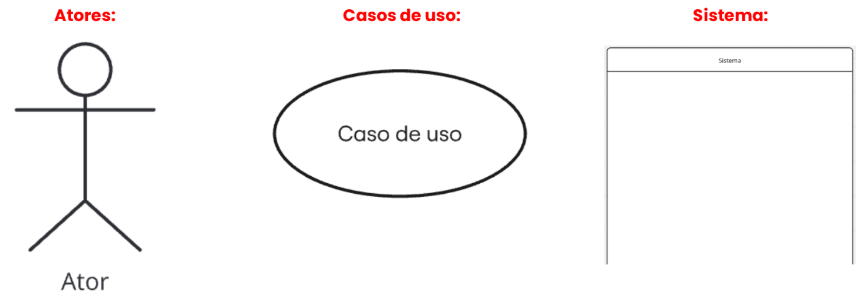 Atores:
Casos de uso:
Sistema:
Sistema
Caso de uso
Ator